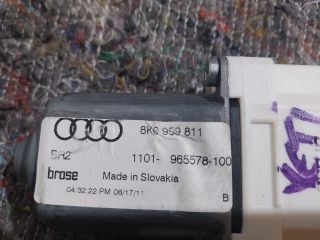 8K0 959 811
BR2 1101- 965578-100
brose Made in Slovakia
04:32:22 PM 06/17/11 B